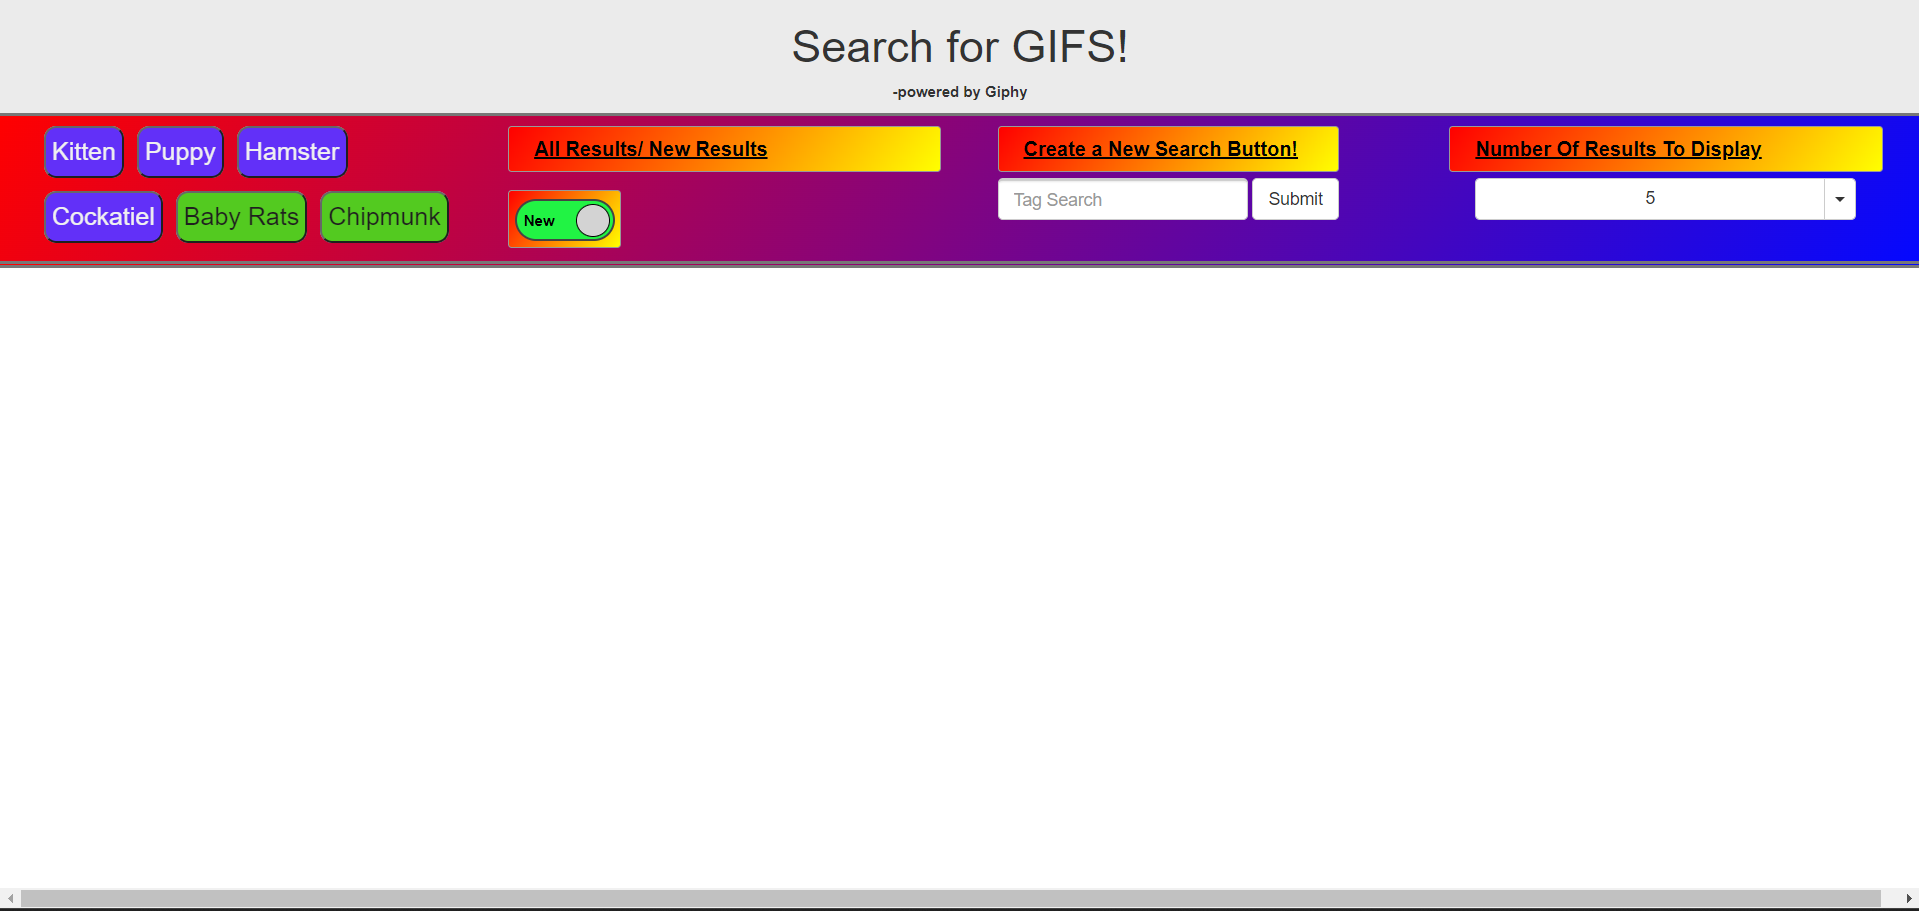 Search for GIFS!
-powered by Giphy
Kitten Puppy Hamster
Cockatiel Baby Rats Chipmunk
All Results/ New Results
New
Create a New Search Button!
Tag Search Submit
Number Of Results To Display
5